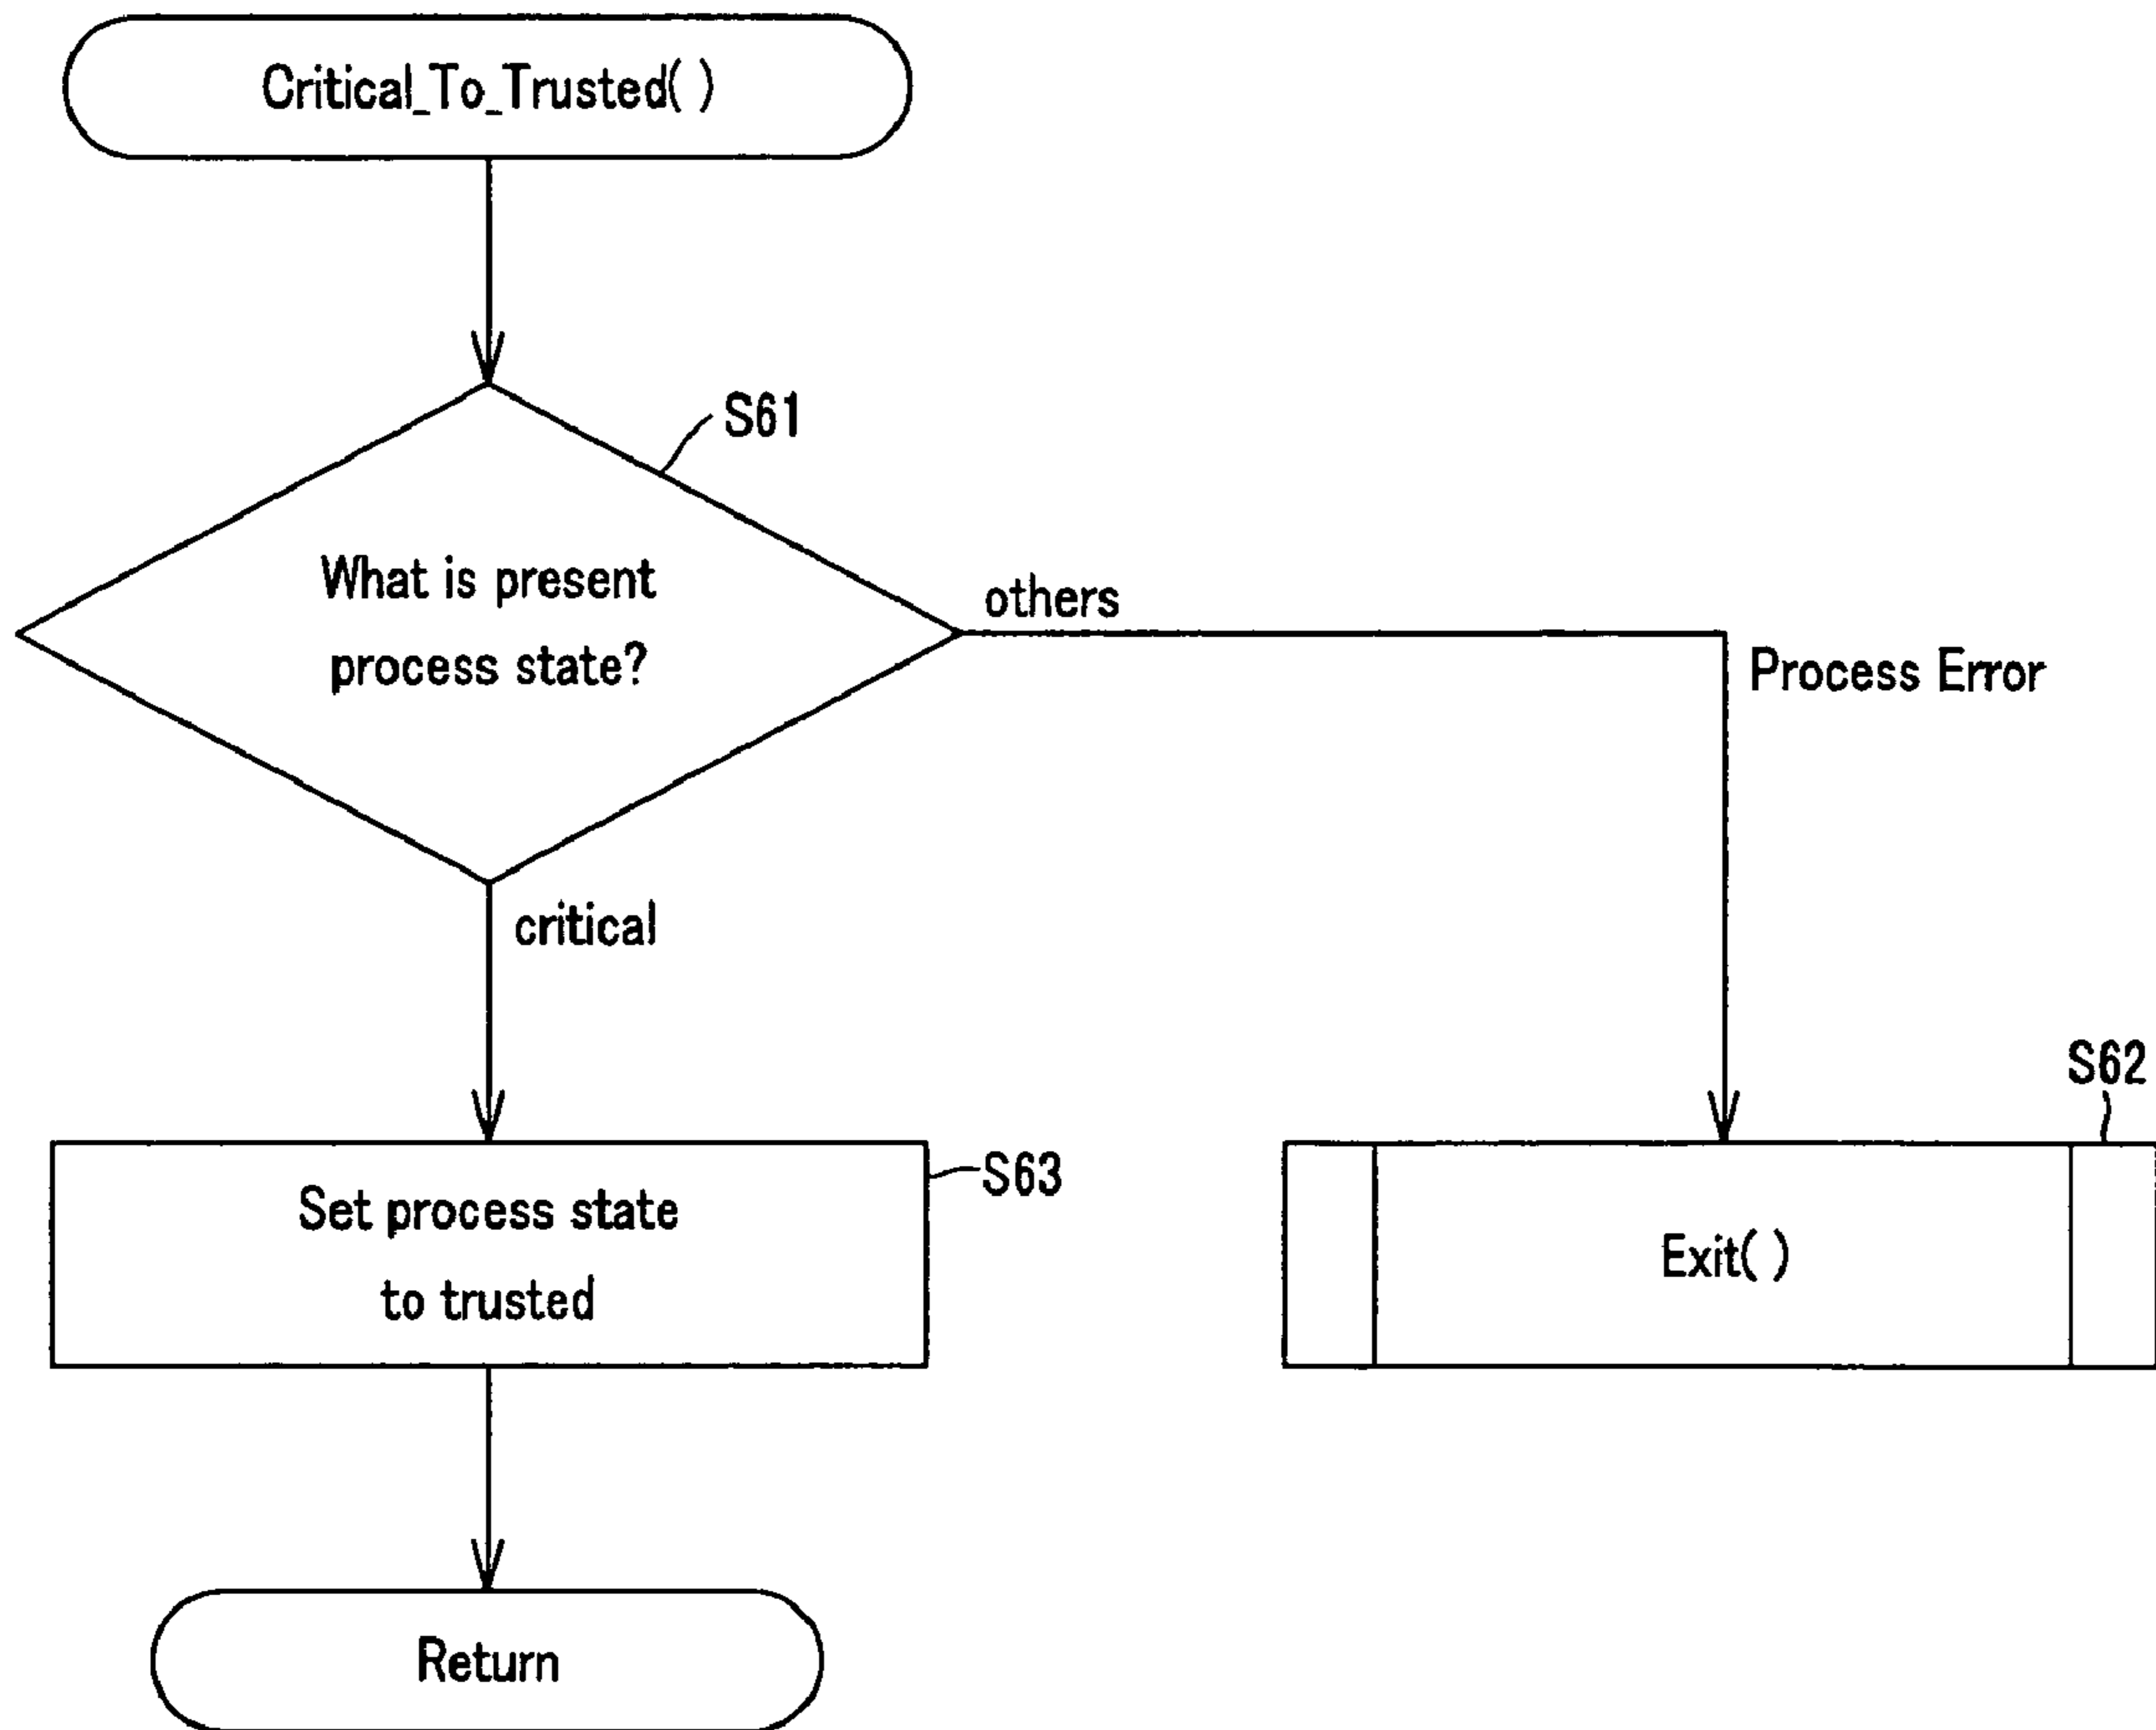 Critical_To_Trusted( )
S61
What is present
process state?
others
Process Error
critical
S62
S63
Set process state
to trusted
Exit( )
Return